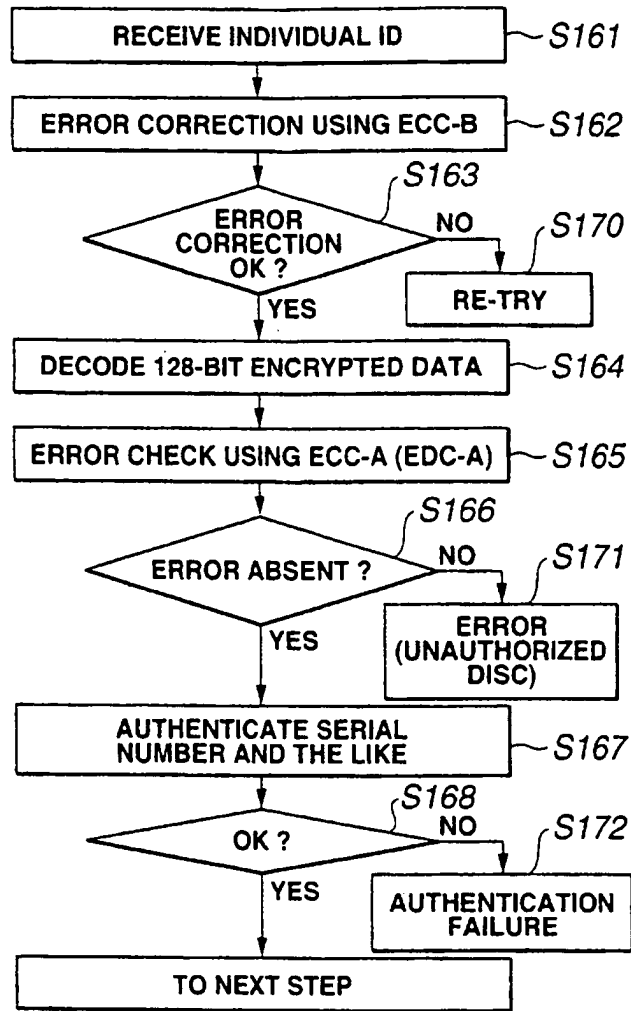 RECEIVE INDIVIDUAL ID
S161
ERROR CORRECTION USING ECC-B
S162
S163
ERROR
CORRECTION
OK ?
NO
S170
RE-TRY
YES
DECODE 128-BIT ENCRYPTED DATA
S164
ERROR CHECK USING ECC-A (EDC-A)
S165
S166
ERROR ABSENT ?
NO
S171
ERROR
(UNAUTHORIZED
DISC)
YES
AUTHENTICATE SERIAL
NUMBER AND THE LIKE
S167
S168
OK ?
NO
S172
AUTHENTICATION
FAILURE
YES
TO NEXT STEP